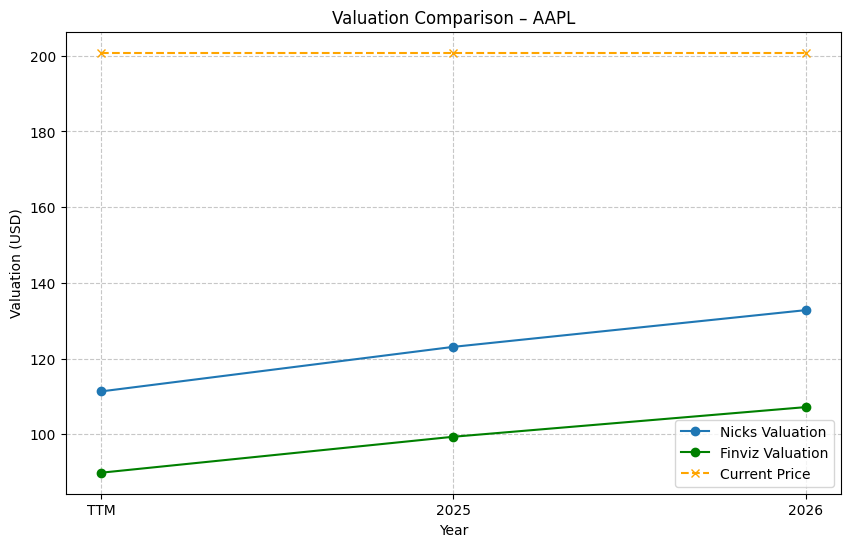 Valuation Comparison – AAPL
Valuation (USD)
200
180
160
140
120
100
TTM
2025
2026
Year
Nicks Valuation
Finviz Valuation
Current Price